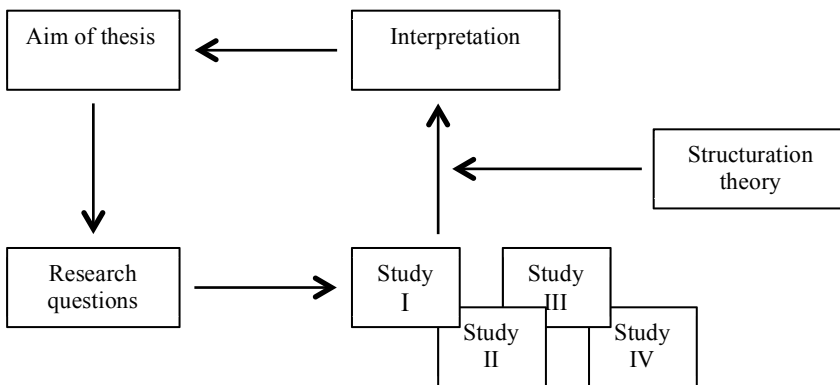 Aim of thesis
Interpretation
Structuration
theory
Research
questions
Study
I
Study
III
Study
II
Study
IV